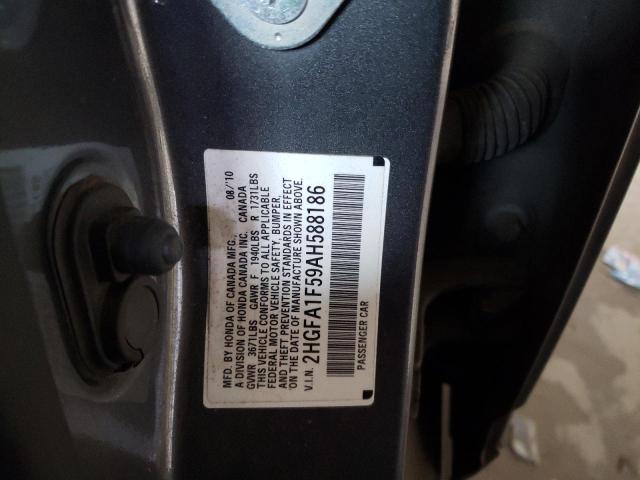 MFD. BY HONDA OF CANADA MFG. 08/'10
A DIVISION OF HONDA CANADA INC. CANADA
GVWR 3671LBS GAWR F 1940LBS R 1731LBS
THIS VEHICLE CONFORMS TO ALL APPLICABLE
FEDERAL MOTOR VEHICLE SAFETY, BUMPER,
AND THEFT PREVENTION STANDARDS IN EFFECT
ON THE DATE OF MANUFACTURE SHOWN ABOVE.
V.I.N. 2HGFA1F59AH588186
PASSENGER CAR